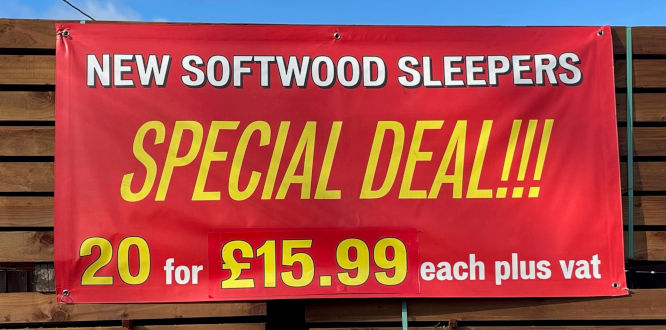 NEW SOFTWOOD SLEEPERS
SPECIAL DEAL!!!
20 for £15.99 each plus vat